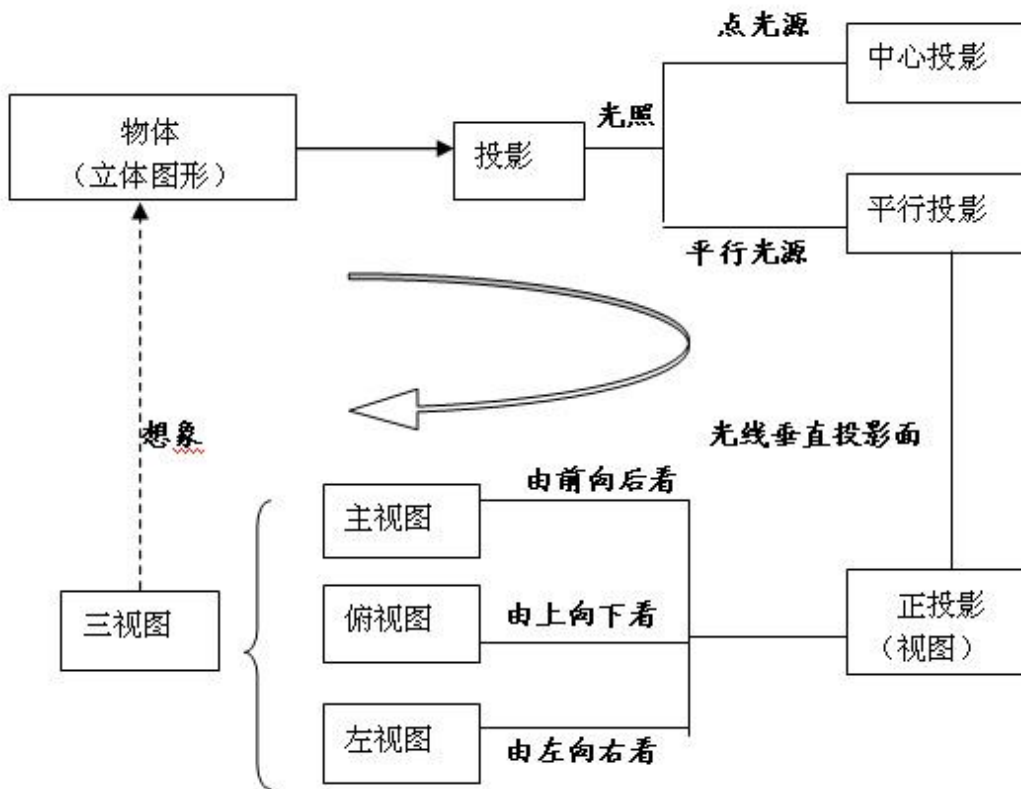 点光源
中心投影
光照
物体
（立体图形）
投影
平行投影
平行光源
想象
光线垂直投影面
由前向后看
主视图
三视图
俯视图
由上向下看
正投影
（视图）
左视图
由左向右看